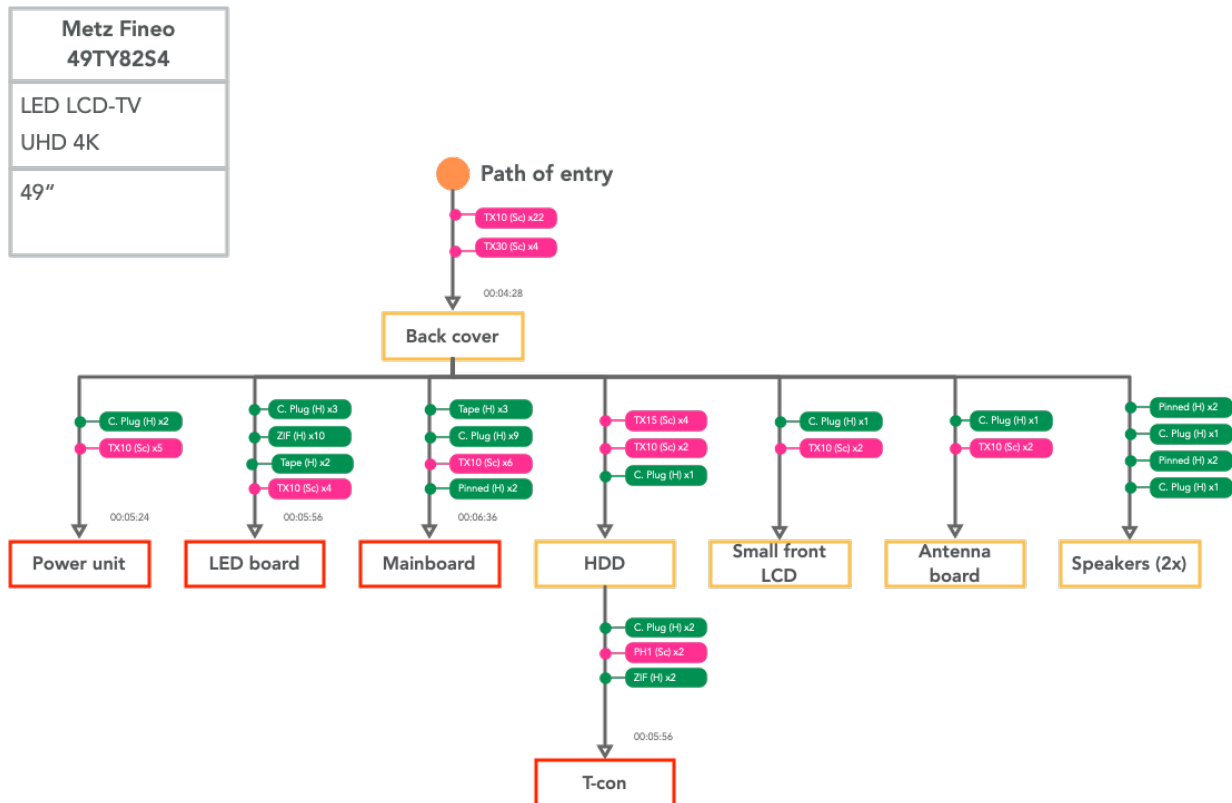 Metz Fineo
49TY82S4
LED LCD-TV
UHD 4K
49“
Path of entry
TX10 (Sc) x22
TX30 (Sc) x4
00:04:28
Back cover
C. Plug (H) x2
TX10 (Sc) x5
00:05:24
Power unit
C. Plug (H) x3
ZIF (H) x10
Tape (H) x2
TX10 (Sc) x4
00:05:56
LED board
Tape (H) x3
C. Plug (H) x9
TX10 (Sc) x6
Pinned (H) x2
00:06:36
Mainboard
TX15 (Sc) x4
TX10 (Sc) x2
C. Plug (H) x1
HDD
C. Plug (H) x1
TX10 (Sc) x2
Small front
LCD
C. Plug (H) x1
TX10 (Sc) x2
Antenna
board
Pinned (H) x2
C. Plug (H) x1
Pinned (H) x2
C. Plug (H) x1
Speakers (2x)
C. Plug (H) x2
PH1 (Sc) x2
ZIF (H) x2
00:05:56
T-con